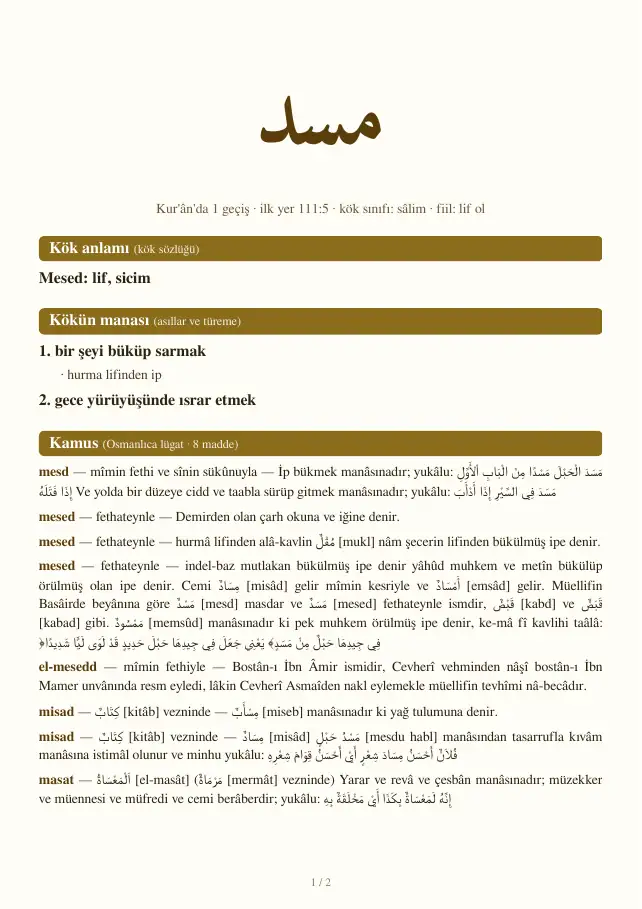 مسد
Kur'ân'da 1 geçiş · ilk yer 111:5 · kök sınıfı: sâlim · fiil: lif ol
Kök anlamı (kök sözlüğü)
Mesed: lif, sicim
Kökün manası (asıllar ve türeme)
1. bir şeyi büküp sarmak
· hurma lifinden ip
2. gece yürüyüşünde ısrar etmek
Kamus (Osmanlıca lügat · 8 madde)
mesd — mîmin fethi ve sînin sükûnuyla — İp bükmek manâsınadır; yukâlu: مَسَدَ الْحَبْلَ مَسْدًا مِنَ الْبَابِ الْأَوَّلِ
إِذَا فَتَلَهُ Ve yolda bir düzeye cidd ve taabla sürüp gitmek manâsınadır; yukâlu: مَسَدَ فِي السَّيْرِ إِذَا أَدْأَبَ
mesed — fethateynle — Demirden olan çarh okuna ve iğine denir.
mesed — fethateynle — hurmâ lifinden alâ-kavlin مُقْلٌ [mukl] nâm şecerin lifinden bükülmüş ipe denir.
mesed — fethateynle — indel-baz mutlakan bükülmüş ipe denir yâhûd muhkem ve metîn bükülüp
örülmüş olan ipe denir. Cemi مِسَادٌ [misâd] gelir mîmin kesriyle ve أَمْسَادٌ [emsâd] gelir. Müellifin
Basâirde beyânına göre مَسْدٌ [mesd] masdar ve مَسَدٌ [mesed] fethateynle ismdir, قَبْضٌ [kabd] ve قَبَضٌ
[kabad] gibi. مَمْسُودٌ [memsûd] manâsınadır ki pek muhkem örülmüş ipe denir, ke-mâ fî kavlihi taâlâ:
﴿فِي جِيدِهَا حَبْلٌ مِنْ مَسَدٍ﴾ يَعْنِي جَعَلَ فِي جِيدِهَا حَبْلَ حَدِيدٍ قَدْ لُوِيَ لَيًّا شَدِيدًا
el-mesedd — mîmin fethiyle — Bostân-ı İbn Âmir ismidir, Cevherî vehminden nâşî bostân-ı İbn
Mamer unvânında resm eyledi, lâkin Cevherî Asmaîden nakl eylemekle müellifin tevhîmi nâ-becâdır.
misad — كِتَابٌ [kitâb] vezninde — مِسْأَبٌ [miseb] manâsınadır ki yağ tulumuna denir.
misad — كِتَابٌ [kitâb] vezninde — مِسَادٌ [misâd] مَسْدُ حَبْلٍ [mesdu habl] manâsından tasarrufla kıvâm
manâsına istimâl olunur ve minhu yukâlu: فُلَانٌ أَحْسَنُ مِسَادَ شِعْرٍ أَيْ أَحْسَنُ قِوَامَ شِعْرِهِ
masat — اَلْمَمْسَاةُ [el-masât] (مَرْمَاةٌ [mermât] vezninde) Yarar ve revâ ve çesbân manâsınadır; müzekker
ve müennesi ve müfredi ve cemi berâberdir; yukâlu: إِنَّهُ لَمَمْسَاةٌ بِكَذَا أَيْ مَخْلَقَةٌ بِهِ
1 / 2